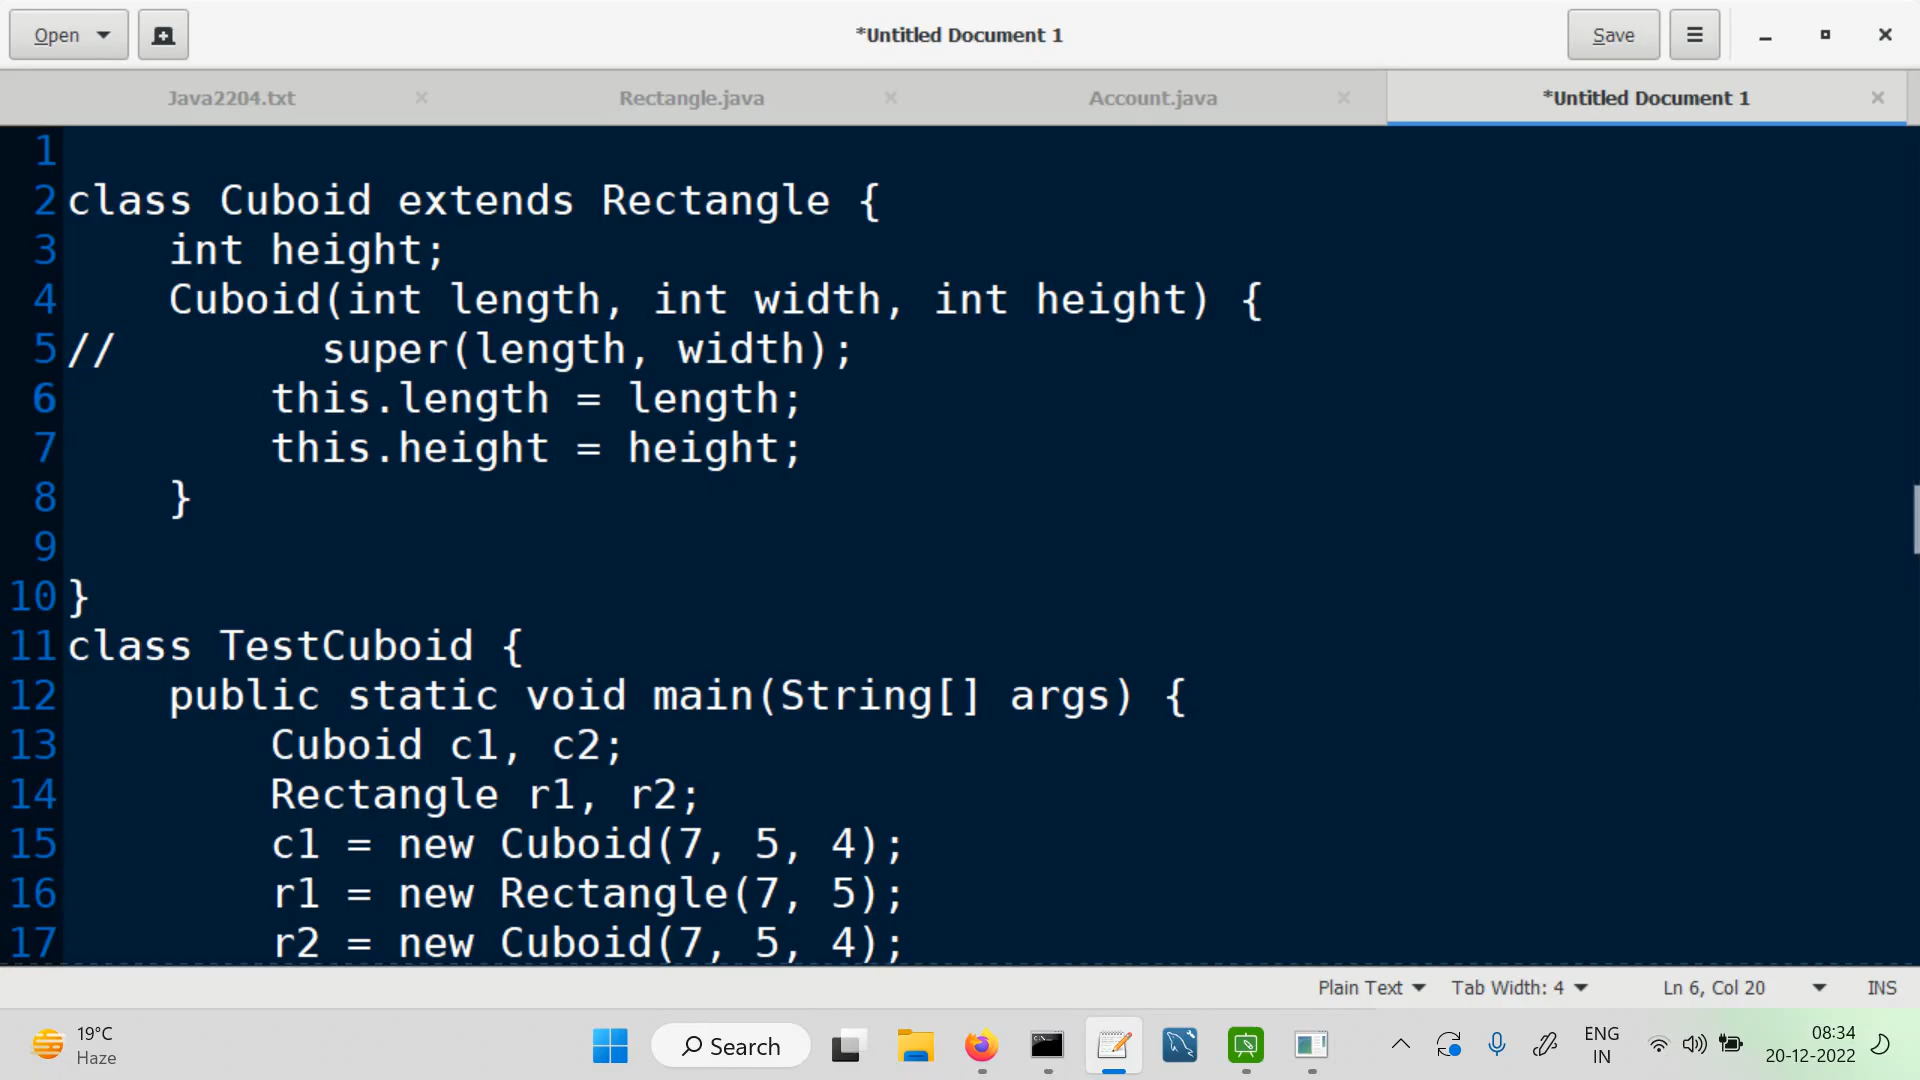 Open
*Untitled Document 1
Save
Java2204.txt
Rectangle.java
Account.java
*Untitled Document 1
1
2 class Cuboid extends Rectangle {
3     int height;
4     Cuboid(int length, int width, int height) {
5 //        super(length, width);
6         this.length = length;
7         this.height = height;
8     }
9
10 }
11 class TestCuboid {
12     public static void main(String[] args) {
13         Cuboid c1, c2;
14         Rectangle r1, r2;
15         c1 = new Cuboid(7, 5, 4);
16         r1 = new Rectangle(7, 5);
17         r2 = new Cuboid(7, 5, 4);
Plain Text
Tab Width: 4
Ln 6, Col 20
INS
19°C
Haze
Search
ENG
IN
08:34
20-12-2022